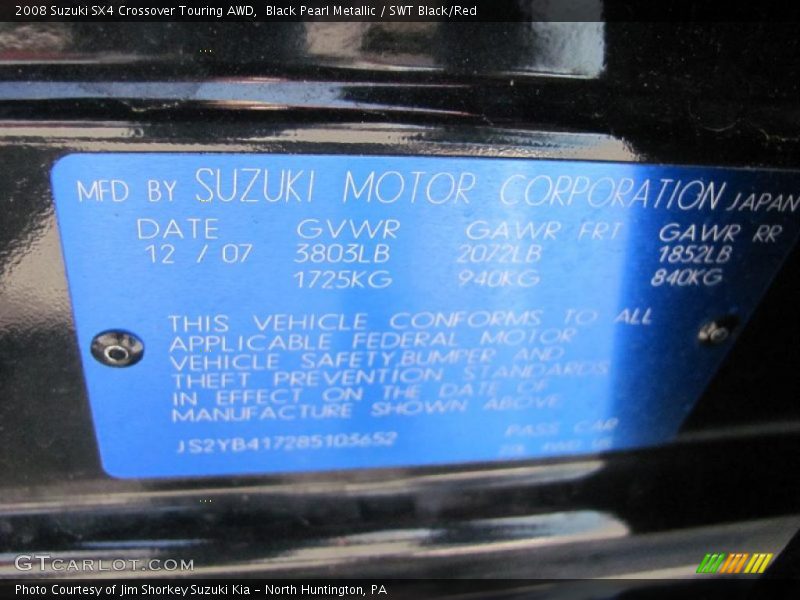 2008 Suzuki SX4 Crossover Touring AWD, Black Pearl Metallic / SWT Black/Red
MFD BY SUZUKI MOTOR CORPORATION JAPAN
DATE GVWR GAWR FRT GAWR RR
12 / 07 3803LB 2072LB 1852LB
1725KG 940KG 840KG
THIS VEHICLE CONFORMS TO ALL
APPLICABLE FEDERAL MOTOR
VEHICLE SAFETY,BUMPER AND
THEFT PREVENTION STANDARDS
IN EFFECT ON THE DATE OF
MANUFACTURE SHOWN ABOVE
JS2YB417285103652 PASS CAR
GTCARLOT.COM
Photo Courtesy of Jim Shorkey Suzuki Kia - North Huntington, PA